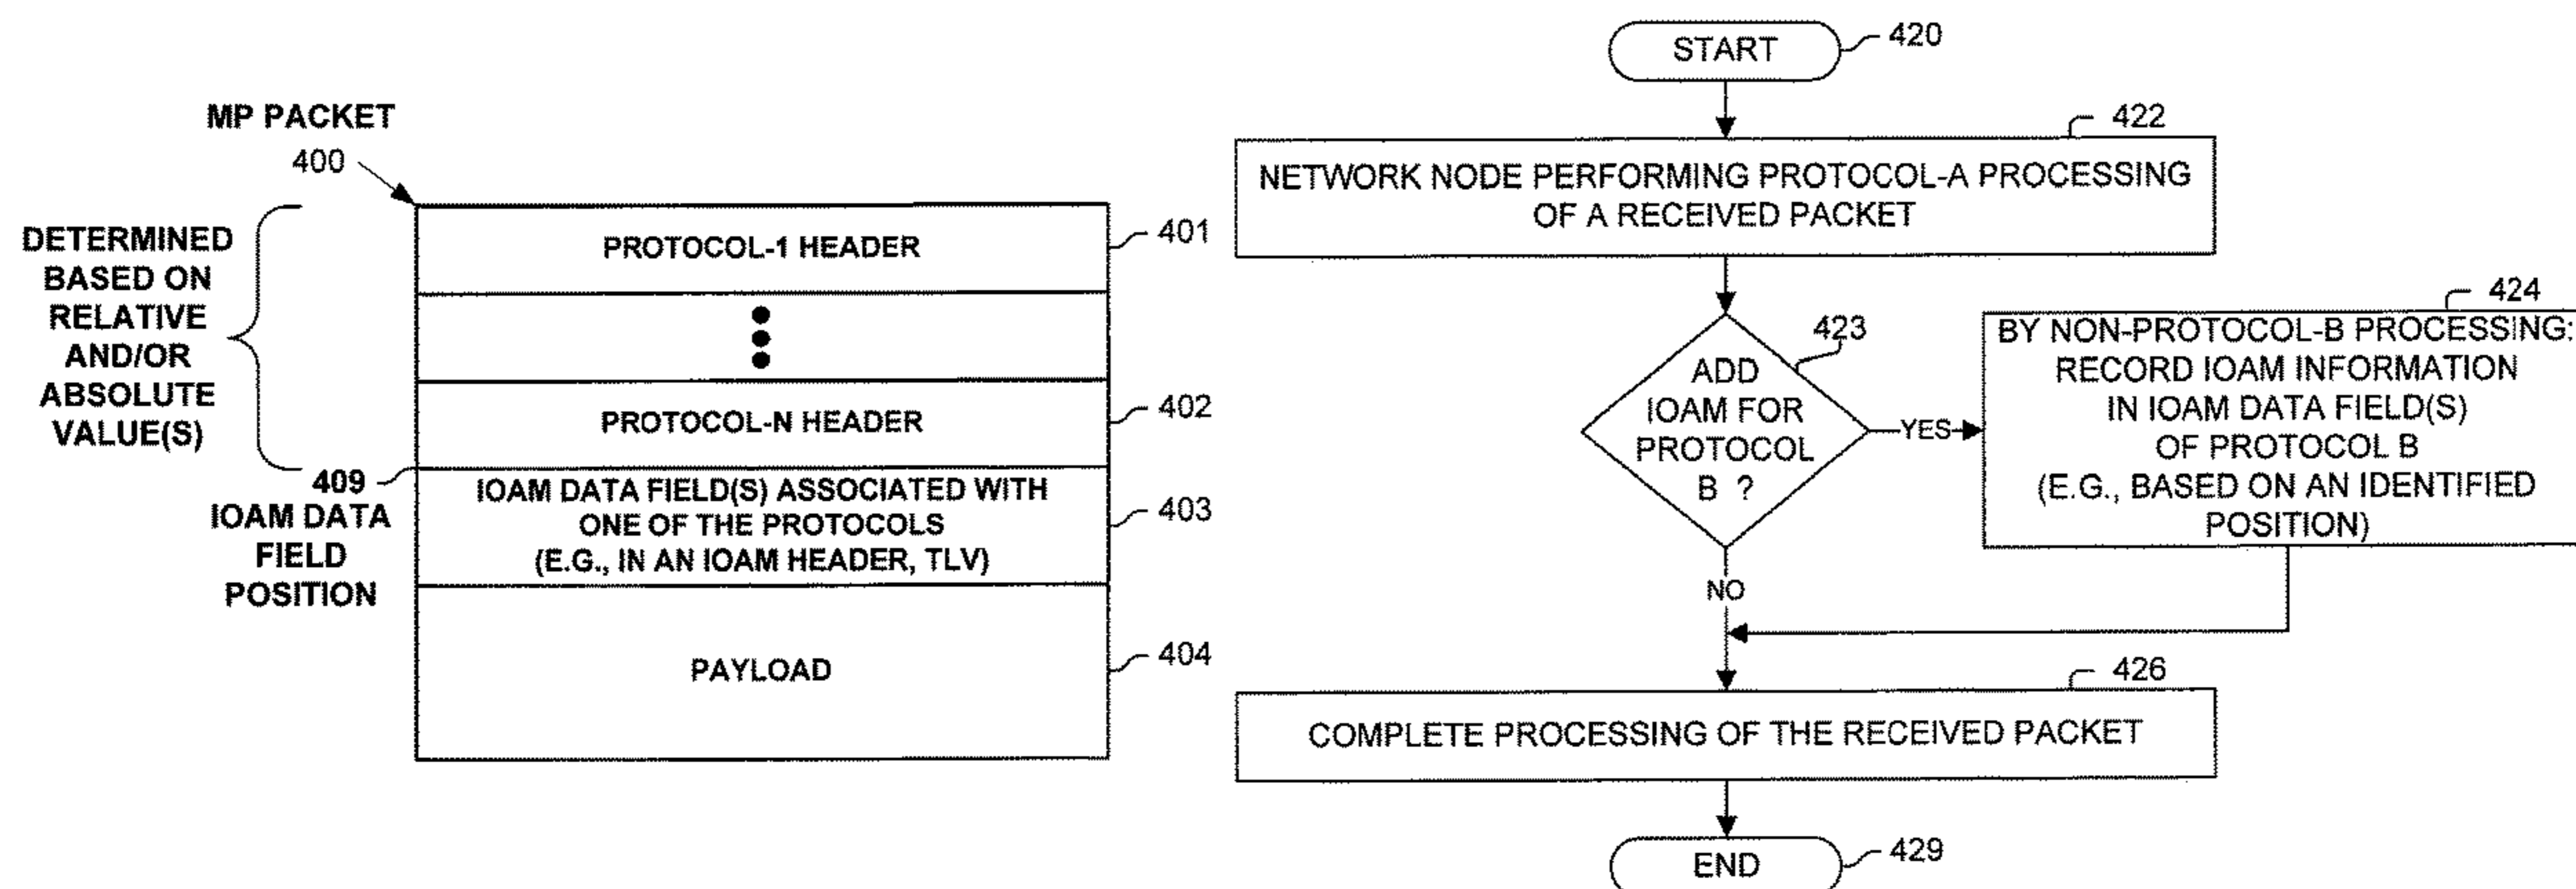 MP PACKET
400
DETERMINED
BASED ON
RELATIVE
AND/OR
ABSOLUTE
VALUE(S)
409
IOAM DATA
FIELD
POSITION
PROTOCOL-1 HEADER
401
PROTOCOL-N HEADER
402
IOAM DATA FIELD(S) ASSOCIATED WITH
ONE OF THE PROTOCOLS
(E.G., IN AN IOAM HEADER, TLV)
403
PAYLOAD
404
START
420
422
NETWORK NODE PERFORMING PROTOCOL-A PROCESSING
OF A RECEIVED PACKET
423
ADD
IOAM FOR
PROTOCOL
B ?
YES
NO
424
BY NON-PROTOCOL-B PROCESSING:
RECORD IOAM INFORMATION
IN IOAM DATA FIELD(S)
OF PROTOCOL B
(E.G., BASED ON AN IDENTIFIED
POSITION)
426
COMPLETE PROCESSING OF THE RECEIVED PACKET
END
429